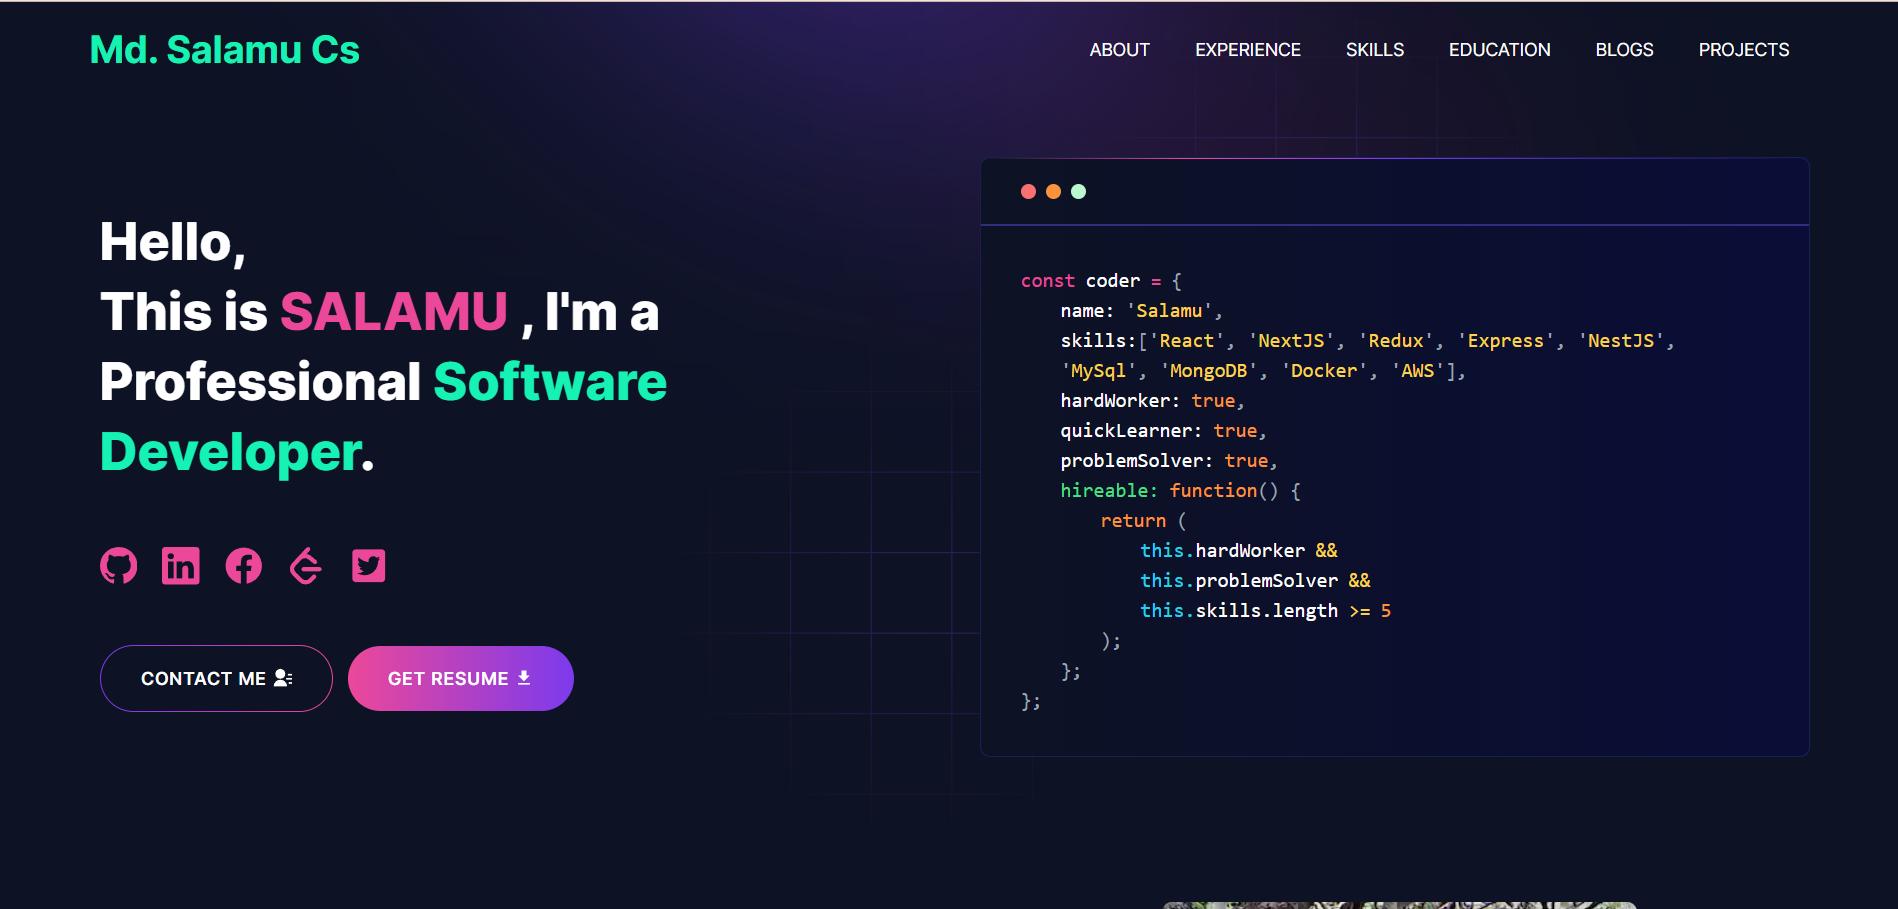 Md. Salamu Cs
ABOUT EXPERIENCE SKILLS EDUCATION BLOGS PROJECTS
Hello,
This is SALAMU , I'm a
Professional Software
Developer.
CONTACT ME
GET RESUME
const coder = {
name: 'Salamu',
skills:['React', 'NextJS', 'Redux', 'Express', 'NestJS',
'MySql', 'MongoDB', 'Docker', 'AWS'],
hardWorker: true,
quickLearner: true,
problemSolver: true,
hireable: function() {
return (
this.hardWorker &&
this.problemSolver &&
this.skills.length >= 5
);
};
};